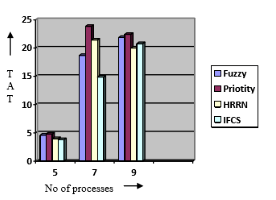 25
20
15
10
5
0
T
A
T
5 7 9
No of processes
Fuzzy
Priotity
HRRN
IFCS